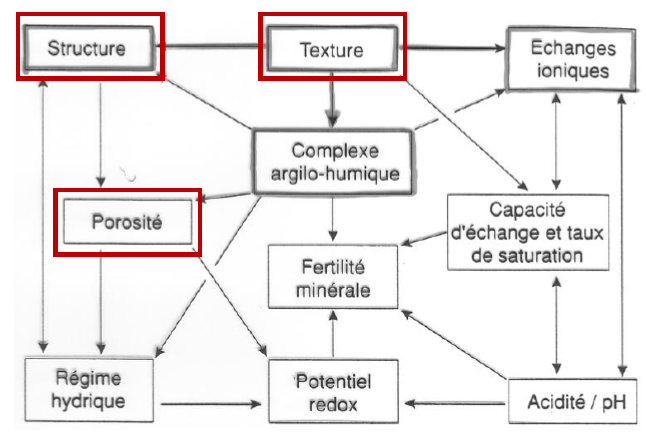 Structure
Texture
Echanges
ioniques
Complexe
argilo-humique
Porosité
Capacité
d'échange et taux
de saturation
Fertilité
minérale
Régime
hydrique
Potentiel
redox
Acidité / pH